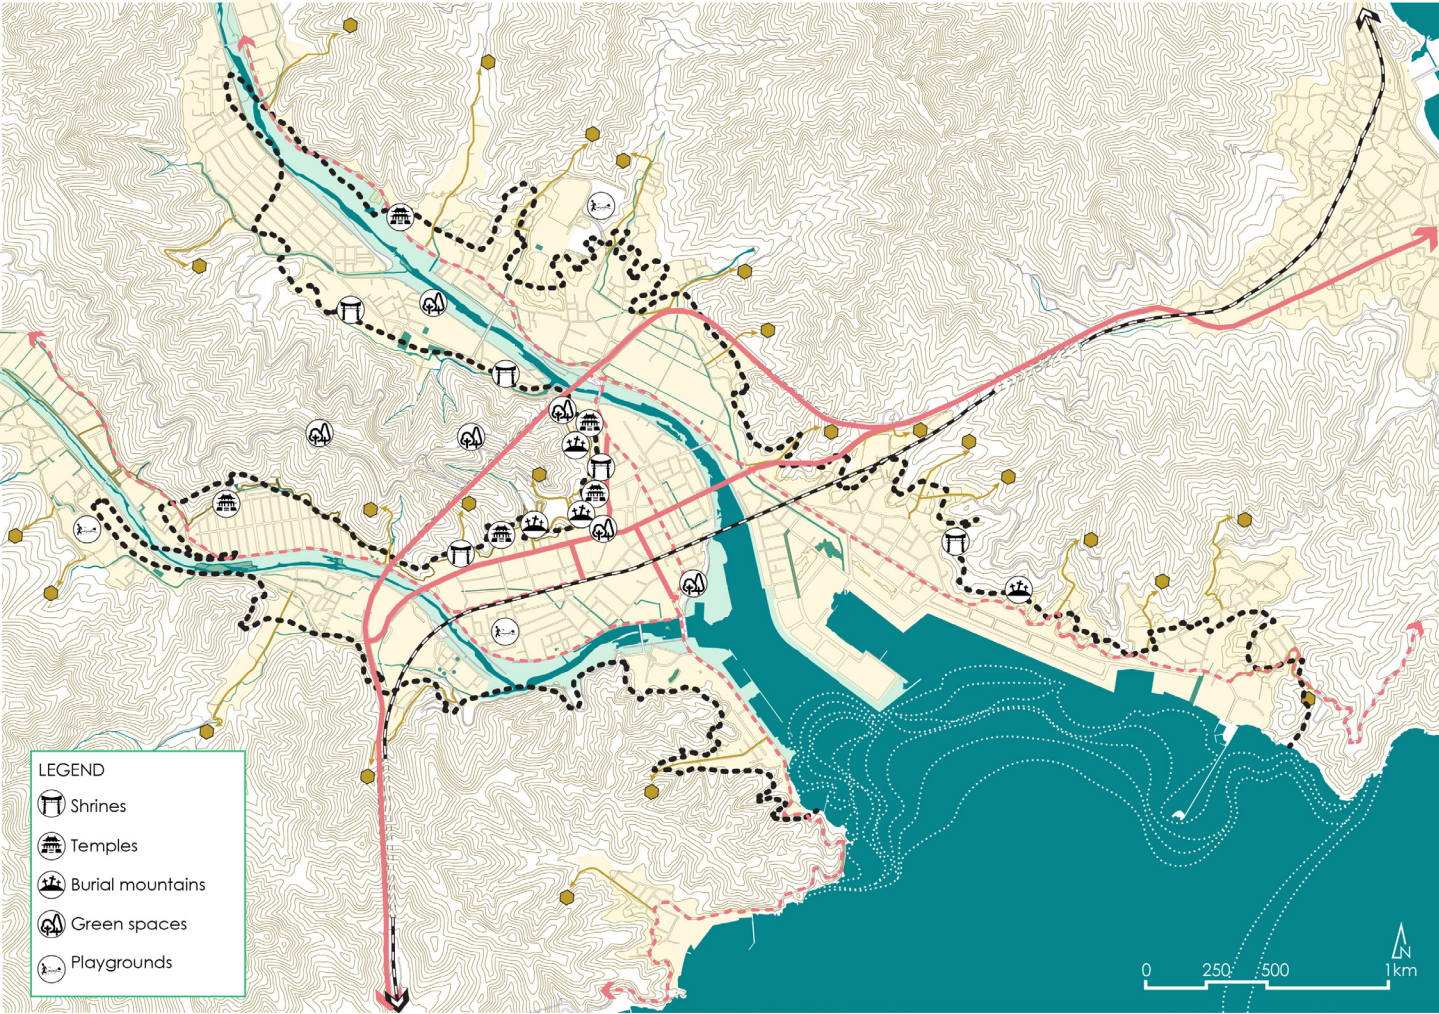 LEGEND
Shrines
Temples
Burial mountains
Green spaces
Playgrounds
N
0 250 500 1km